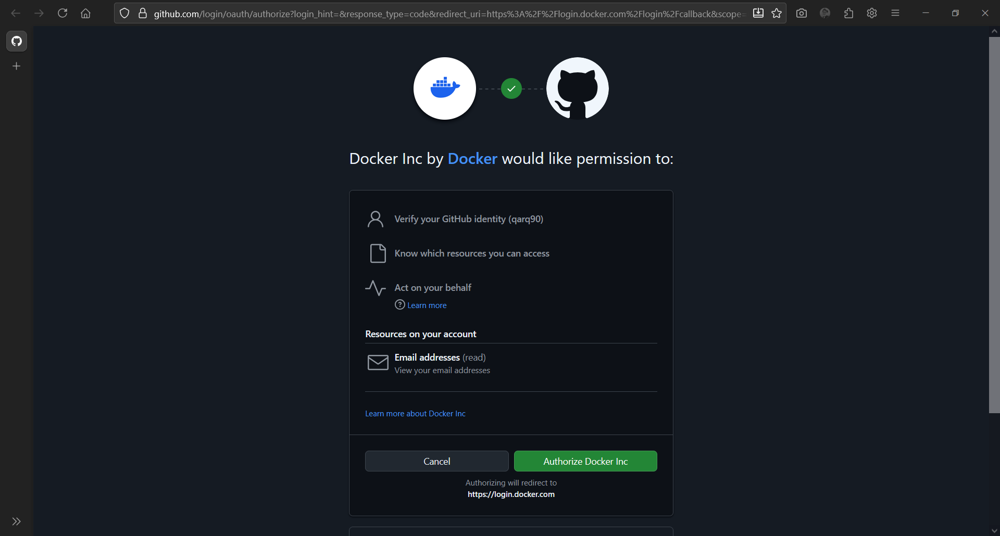 github.com/login/oauth/authorize?login_hint=&response_type=code&redirect_uri=https%3A%2F%2Flogin.docker.com%2Flogin%2Fcallback&scope=
Docker Inc by Docker would like permission to:
Verify your GitHub identity (qarq90)
Know which resources you can access
Act on your behalf
Learn more
Resources on your account
Email addresses (read)
View your email addresses
Learn more about Docker Inc
Cancel
Authorize Docker Inc
Authorizing will redirect to
https://login.docker.com